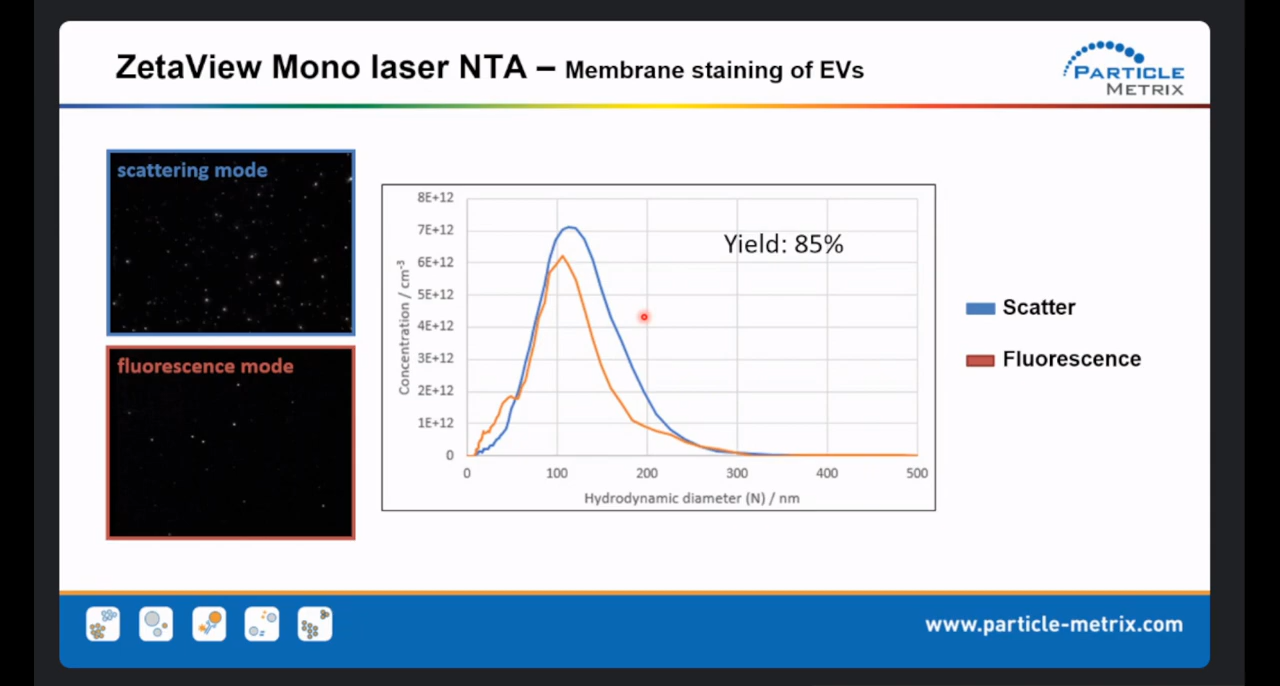 ZetaView Mono laser NTA – Membrane staining of EVs
PARTICLE
METRIX
scattering mode
fluorescence mode
8E+12
7E+12
6E+12
5E+12
4E+12
3E+12
2E+12
1E+12
0
Concentration / cm⁻³
Yield: 85%
0 100 200 300 400 500
Hydrodynamic diameter (N) / nm
Scatter
Fluorescence
www.particle-metrix.com